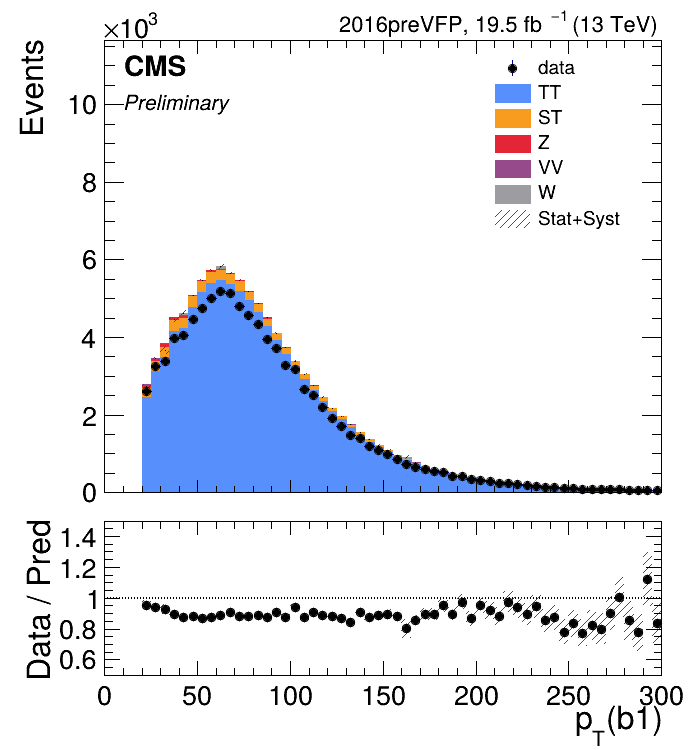 ×10³
2016preVFP, 19.5 fb ⁻¹ (13 TeV)
CMS
Preliminary
Events
10
8
6
4
2
0
data
TT
ST
Z
VV
W
Stat+Syst
Data / Pred
1.4
1.2
1
0.8
0.6
0
50
100
150
200
250
300
p_T(b1)